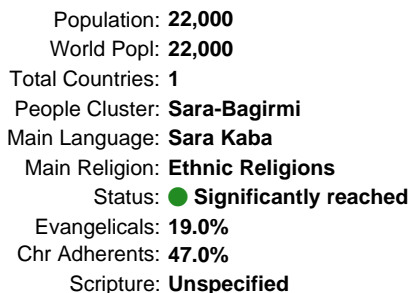 Population: 22,000
World Popl: 22,000
Total Countries: 1
People Cluster: Sara-Bagirmi
Main Language: Sara Kaba
Main Religion: Ethnic Religions
Status: Significantly reached
Evangelicals: 19.0%
Chr Adherents: 47.0%
Scripture: Unspecified